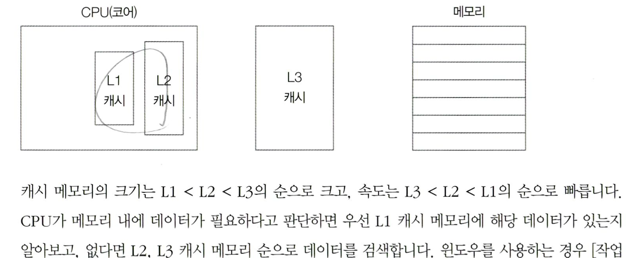 CPU(코어)
메모리
L1
캐시
L2
캐시
L3
캐시
캐시 메모리의 크기는 L1 < L2 < L3의 순으로 크고, 속도는 L3 < L2 < L1의 순으로 빠릅니다.
CPU가 메모리 내에 데이터가 필요하다고 판단하면 우선 L1 캐시 메모리에 해당 데이터가 있는지
알아보고, 없다면 L2, L3 캐시 메모리 순으로 데이터를 검색합니다. 윈도우를 사용하는 경우 [작업